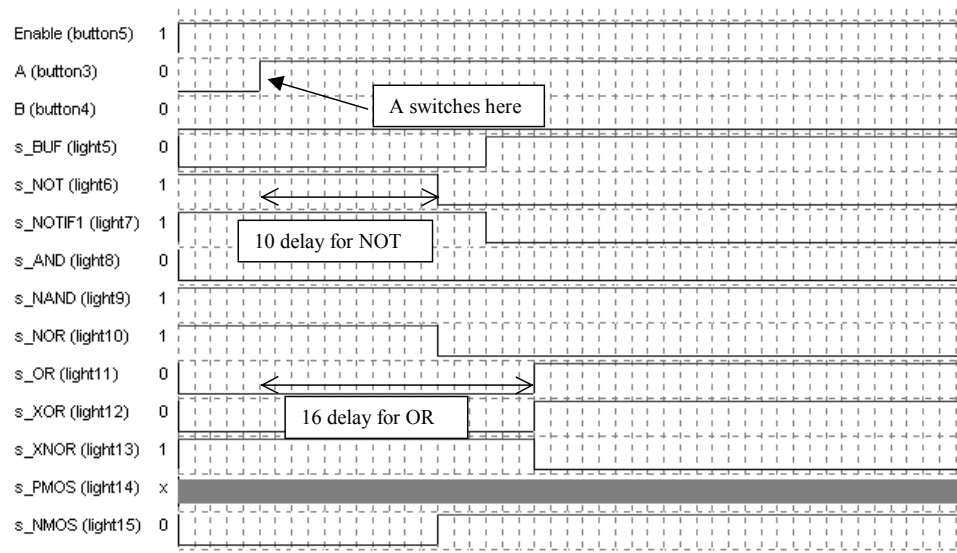 Enable (button5) 1
A (button3) 0
A switches here
B (button4) 0
s_BUF (light5) 0
s_NOT (light6) 1
s_NOTIF1 (light7) 1
10 delay for NOT
s_AND (light8) 0
s_NAND (light9) 1
s_NOR (light10) 1
s_OR (light11) 0
s_XOR (light12) 0
16 delay for OR
s_XNOR (light13) 1
s_PMOS (light14) x
s_NMOS (light15) 0